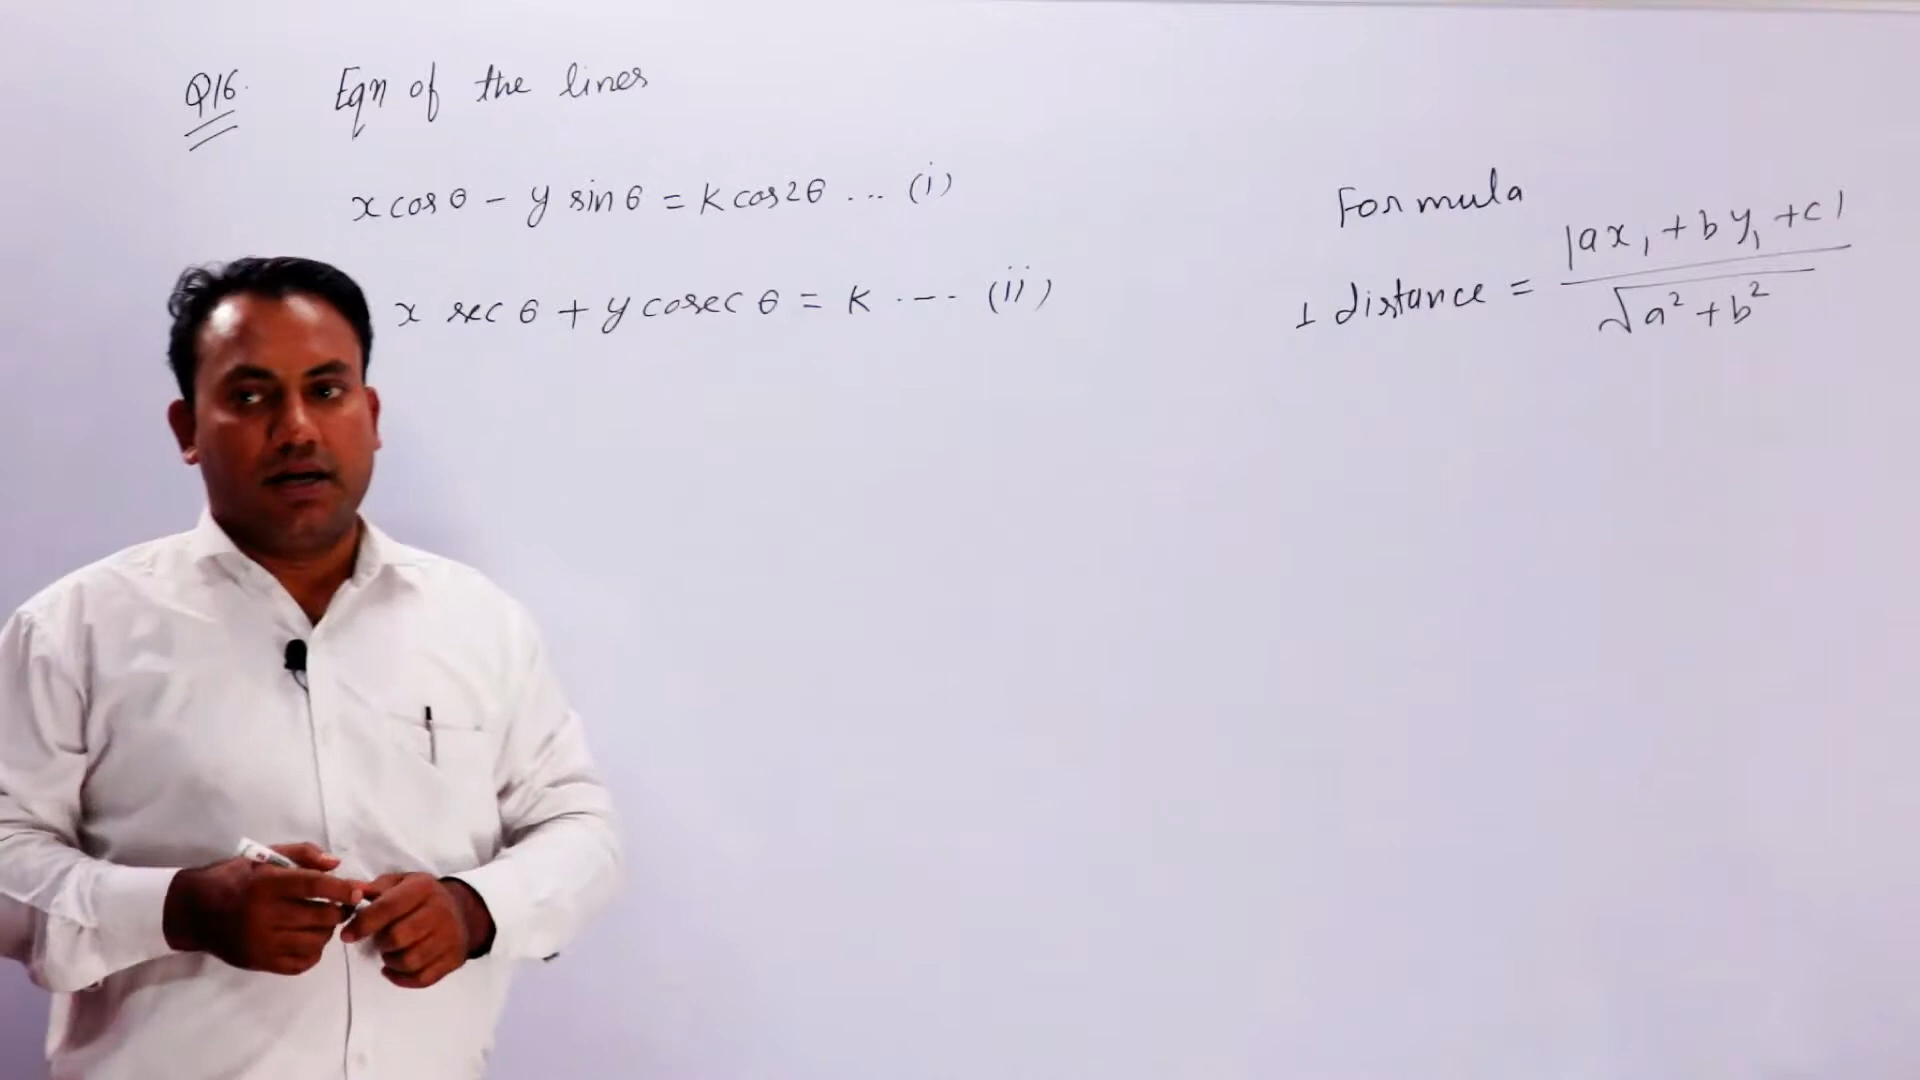 Q16. Eqn of the lines
x cos θ - y sin θ = k cos 2θ ... (i)
x sec θ + y cosec θ = k .--- (ii)
Formula
⊥ distance = |ax₁ + by₁ + c| / √a² + b²